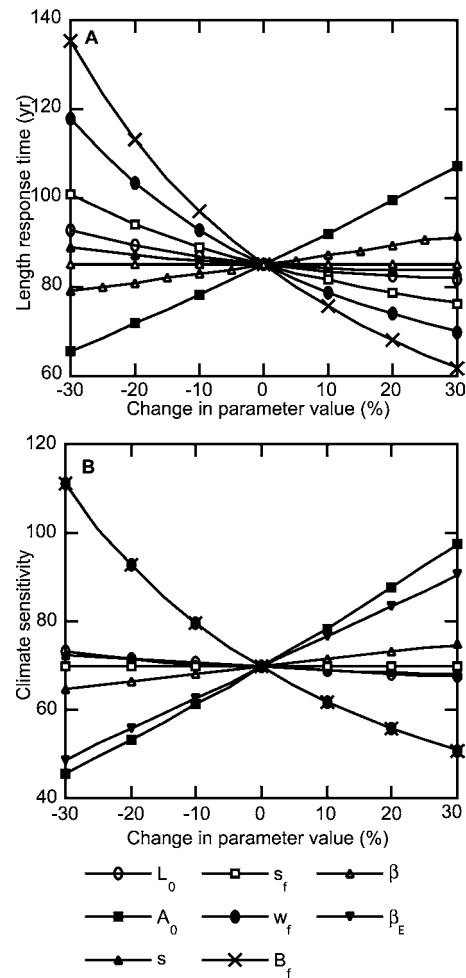 140
A
120
100
80
60
Length response time (yr)
-30 -20 -10 0 10 20 30
Change in parameter value (%)
120
B
100
80
60
40
Climate sensitivity
-30 -20 -10 0 10 20 30
Change in parameter value (%)
L0 sf β
A0 wf βE
s Bf